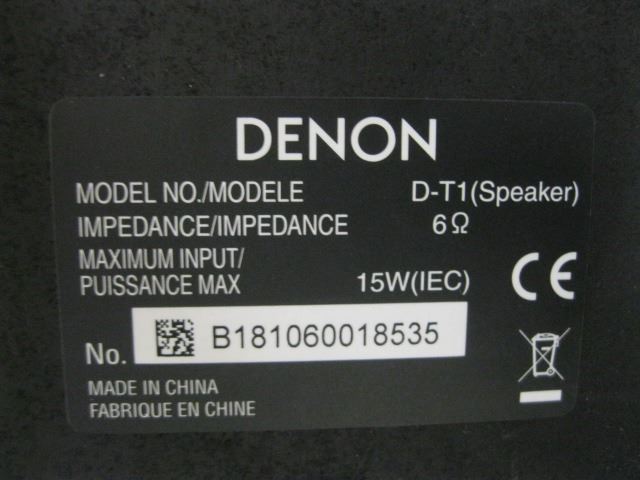 DENON
MODEL NO./MODELE D-T1(Speaker)
IMPEDANCE/IMPEDANCE 6Ω
MAXIMUM INPUT/
PUISSANCE MAX 15W(IEC)
CE
No. B181060018535
MADE IN CHINA
FABRIQUE EN CHINE